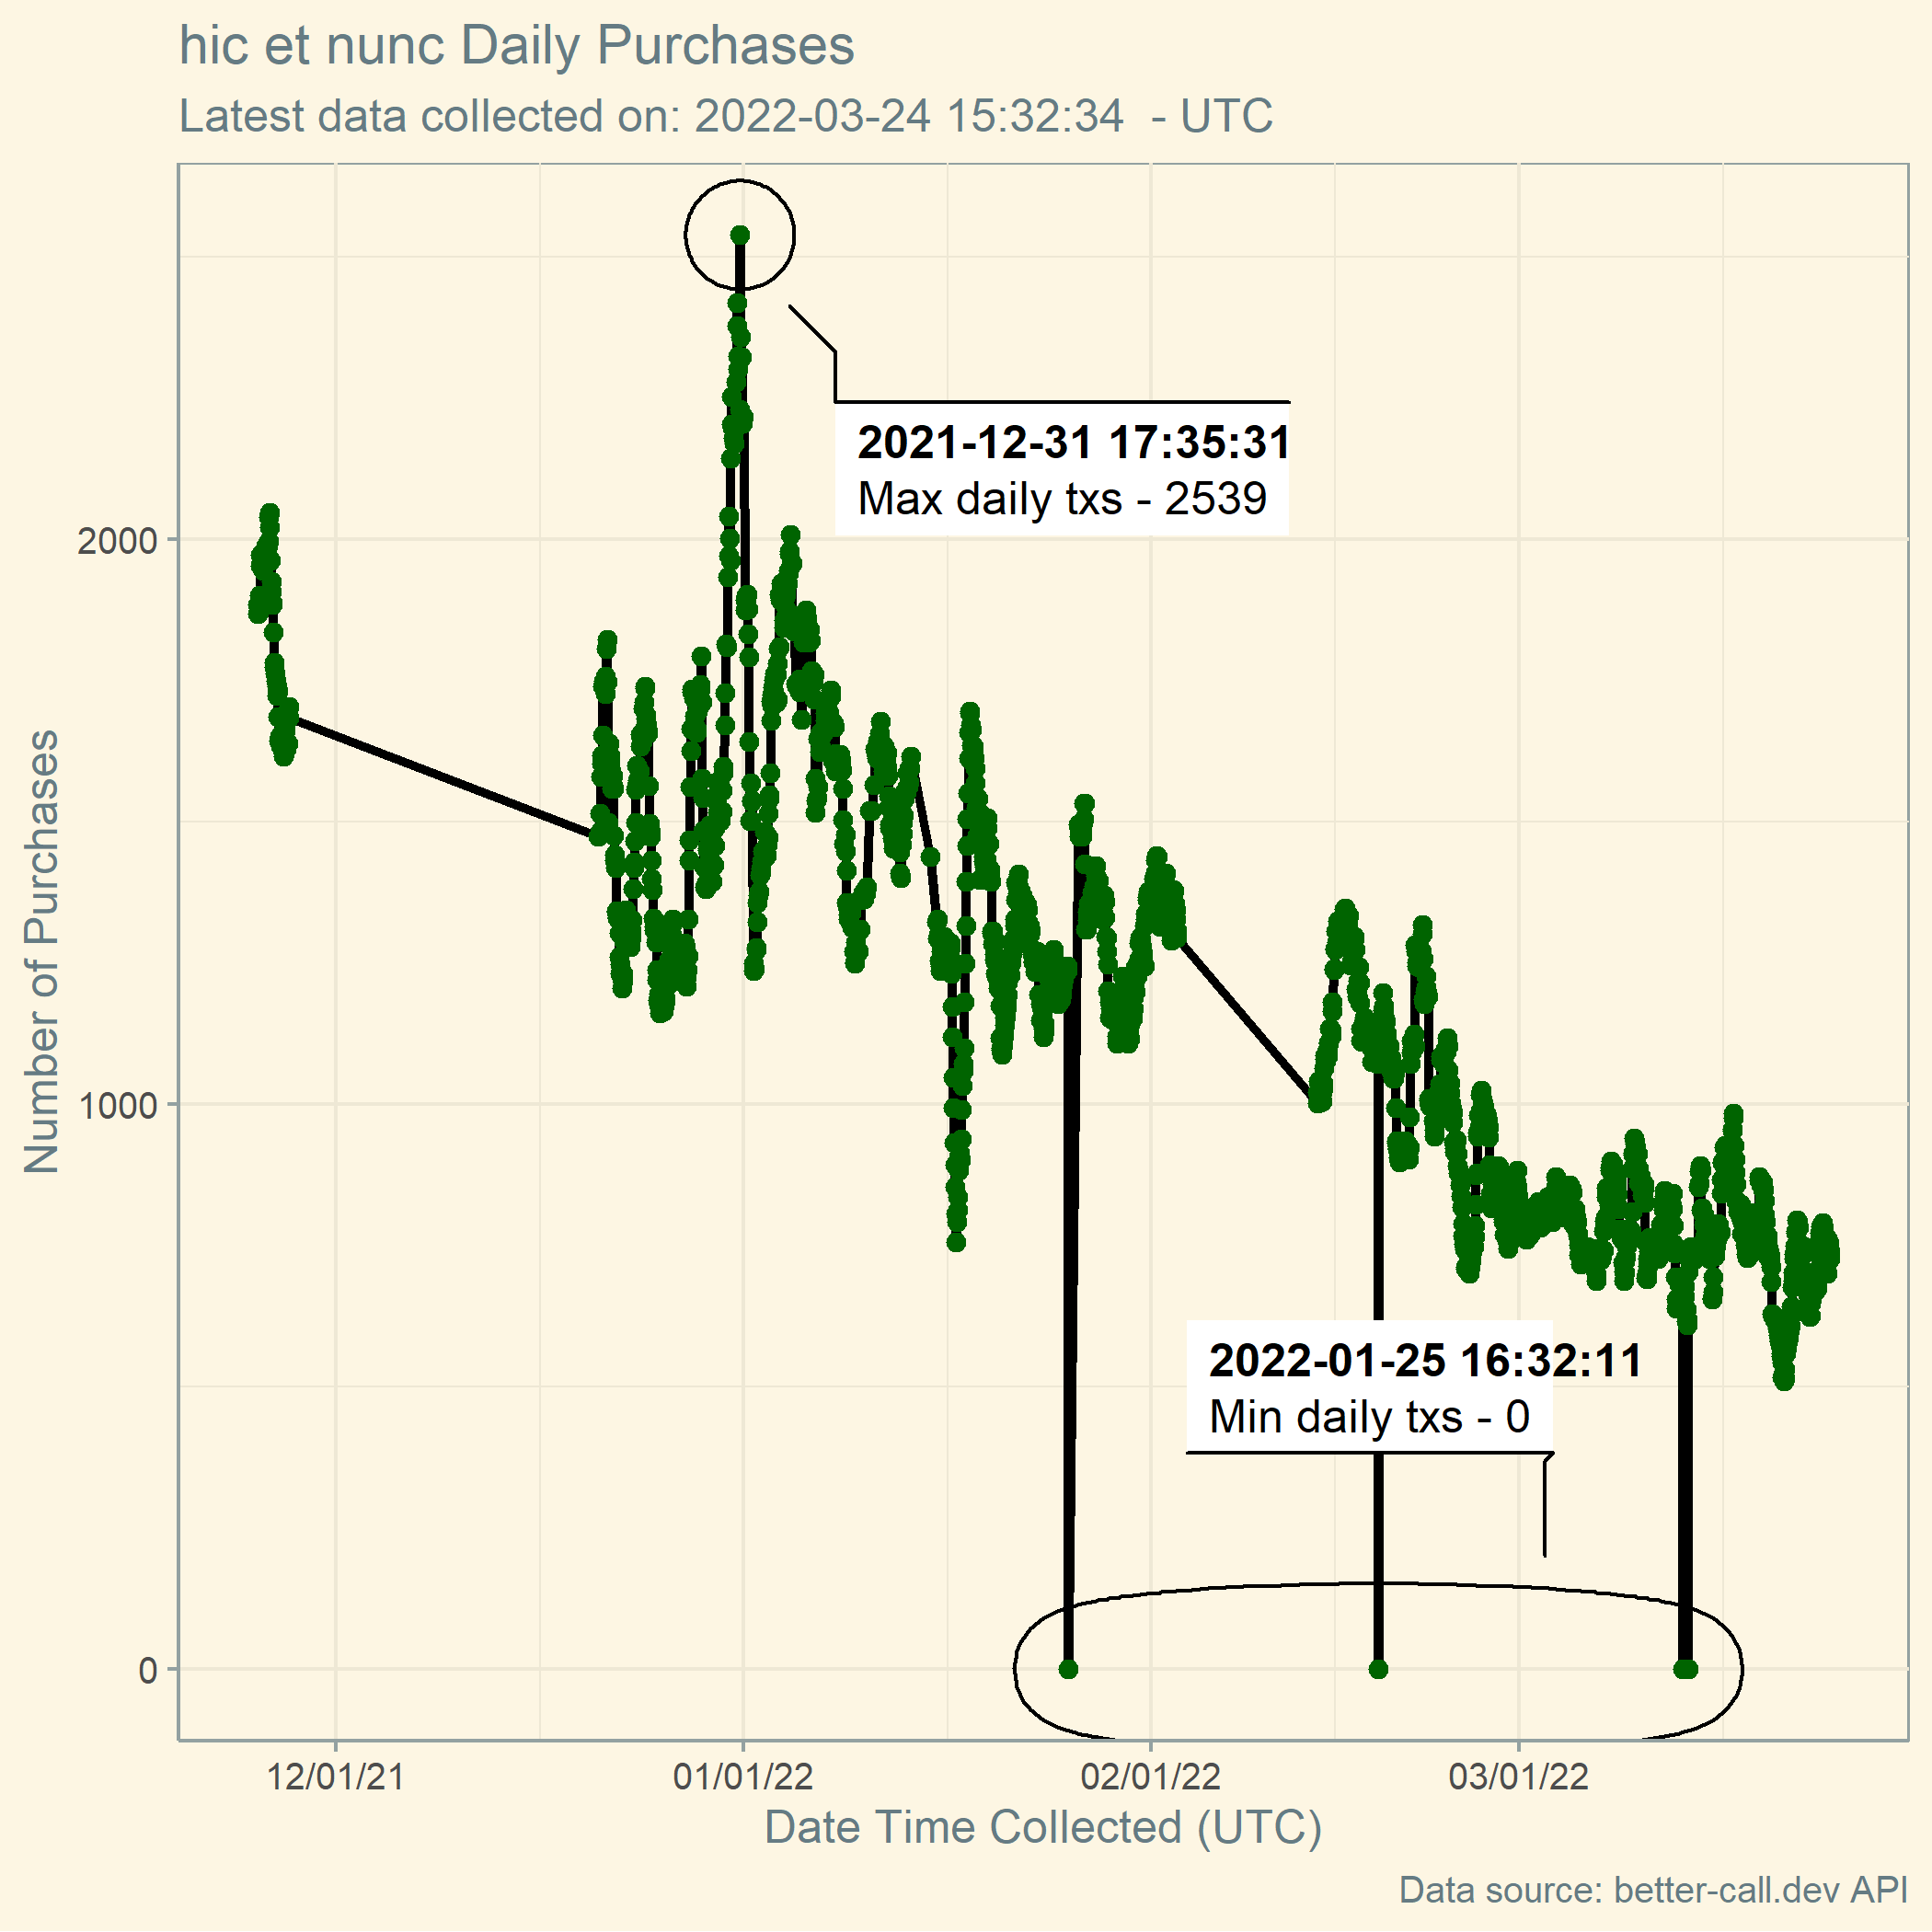 hic et nunc Daily Purchases
Latest data collected on: 2022-03-24 15:32:34  - UTC
2021-12-31 17:35:31
Max daily txs - 2539
2000
Number of Purchases
1000
2022-01-25 16:32:11
Min daily txs - 0
0
12/01/21 01/01/22 02/01/22 03/01/22
Date Time Collected (UTC)
Data source: better-call.dev API